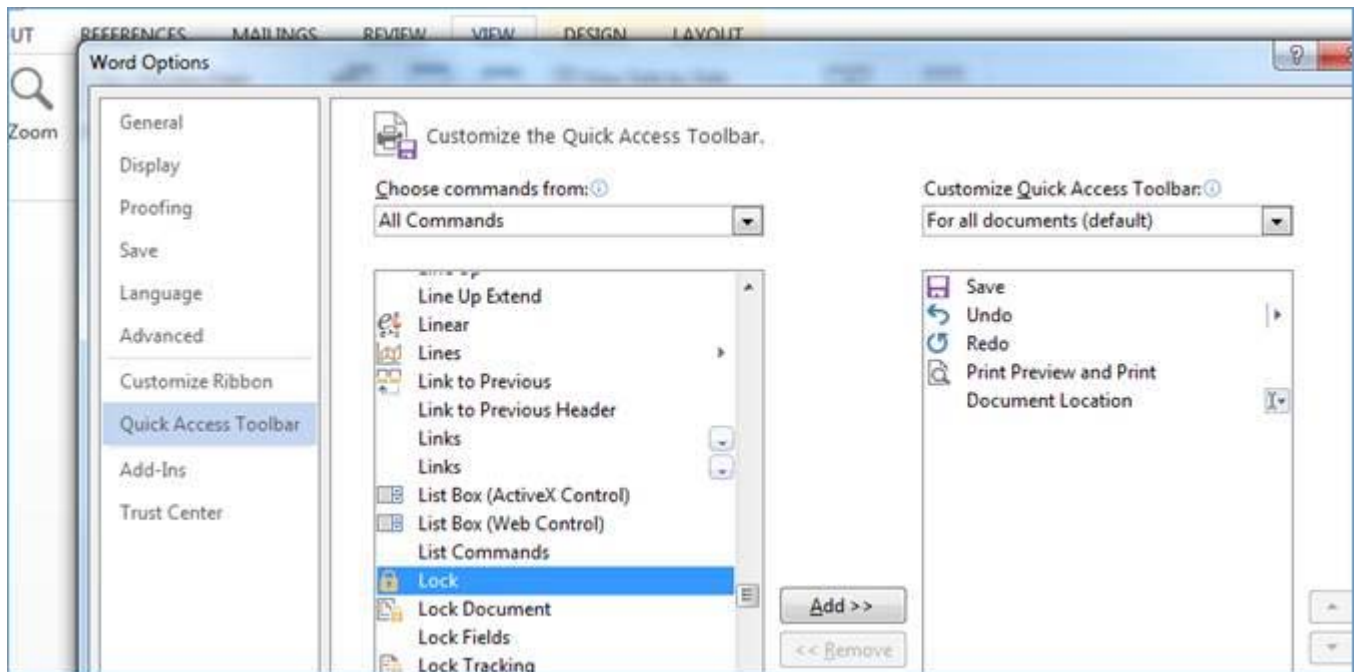 UT REFERENCES MAILINGS REVIEW VIEW DESIGN LAYOUT
Word Options
Zoom
General
Display
Proofing
Save
Language
Advanced
Customize Ribbon
Quick Access Toolbar
Add-Ins
Trust Center
Customize the Quick Access Toolbar.
Choose commands from:
All Commands
Line Up Extend
Linear
Lines
Link to Previous
Link to Previous Header
Links
Links
List Box (ActiveX Control)
List Box (Web Control)
List Commands
Lock
Lock Document
Lock Fields
Lock Tracking
Add >>
<< Remove
Customize Quick Access Toolbar:
For all documents (default)
Save
Undo
Redo
Print Preview and Print
Document Location